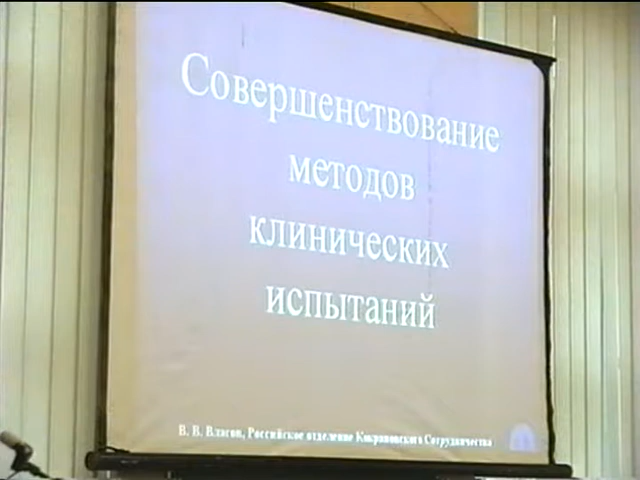 Совершенствование
методов
клинических
испытаний
В. В. Власов, Российское отделение Кокрановского Сотрудничества